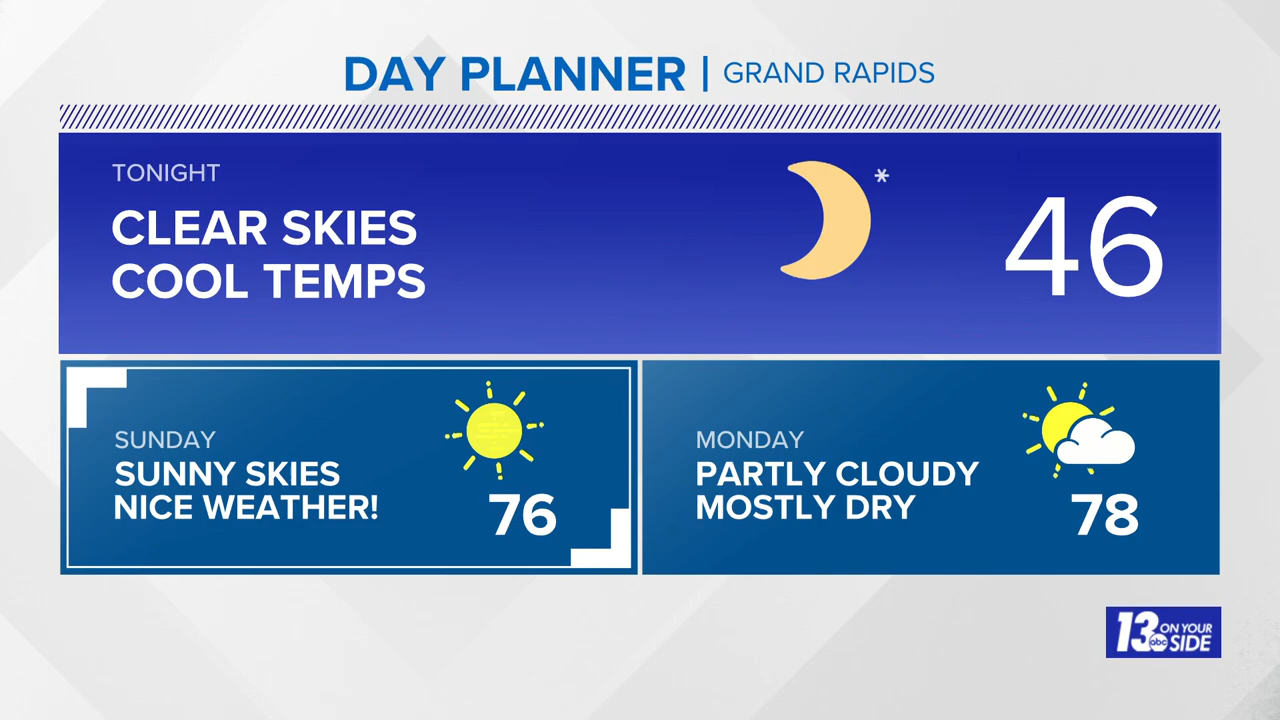 DAY PLANNER | GRAND RAPIDS
TONIGHT
CLEAR SKIES
COOL TEMPS
46
SUNDAY
SUNNY SKIES
NICE WEATHER!
76
MONDAY
PARTLY CLOUDY
MOSTLY DRY
78
13 abc ON YOUR
SIDE